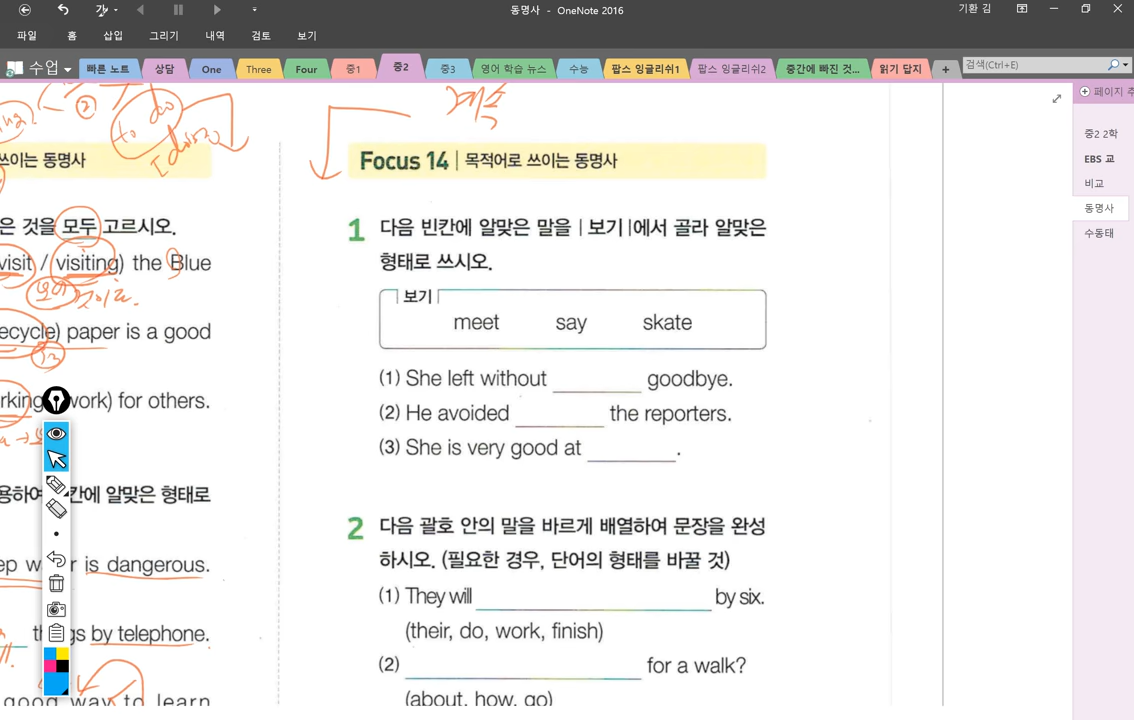 동명사 - OneNote 2016
기환 김
파일 홈 삽입 그리기 내역 검토 보기
수업 빠른 노트 상담 One Three Four 중1 중2 중3 영어 학습 뉴스 수능 팝스 잉글리쉬1 팝스 잉글리쉬2 중간에 빠진 것... 읽기 답지 + 검색(Ctrl+E)
페이지 추
중2 2학
EBS 교
비교
동명사
수동태
쓰이는 동명사
은 것을 모두 고르시오.
visit / visiting) the Blue
ecycle) paper is a good
rking work) for others.
용하여 칸에 알맞은 형태로
is dangerous.
by telephone.
good way to learn
to do
Focus 14 | 목적어로 쓰이는 동명사
1 다음 빈칸에 알맞은 말을 | 보기 |에서 골라 알맞은
형태로 쓰시오.
보기
meet say skate
(1) She left without ________ goodbye.
(2) He avoided ________ the reporters.
(3) She is very good at ________.
2 다음 괄호 안의 말을 바르게 배열하여 문장을 완성
하시오. (필요한 경우, 단어의 형태를 바꿀 것)
(1) They will ________ by six.
(their, do, work, finish)
(2) ________ for a walk?
(about, how, go)